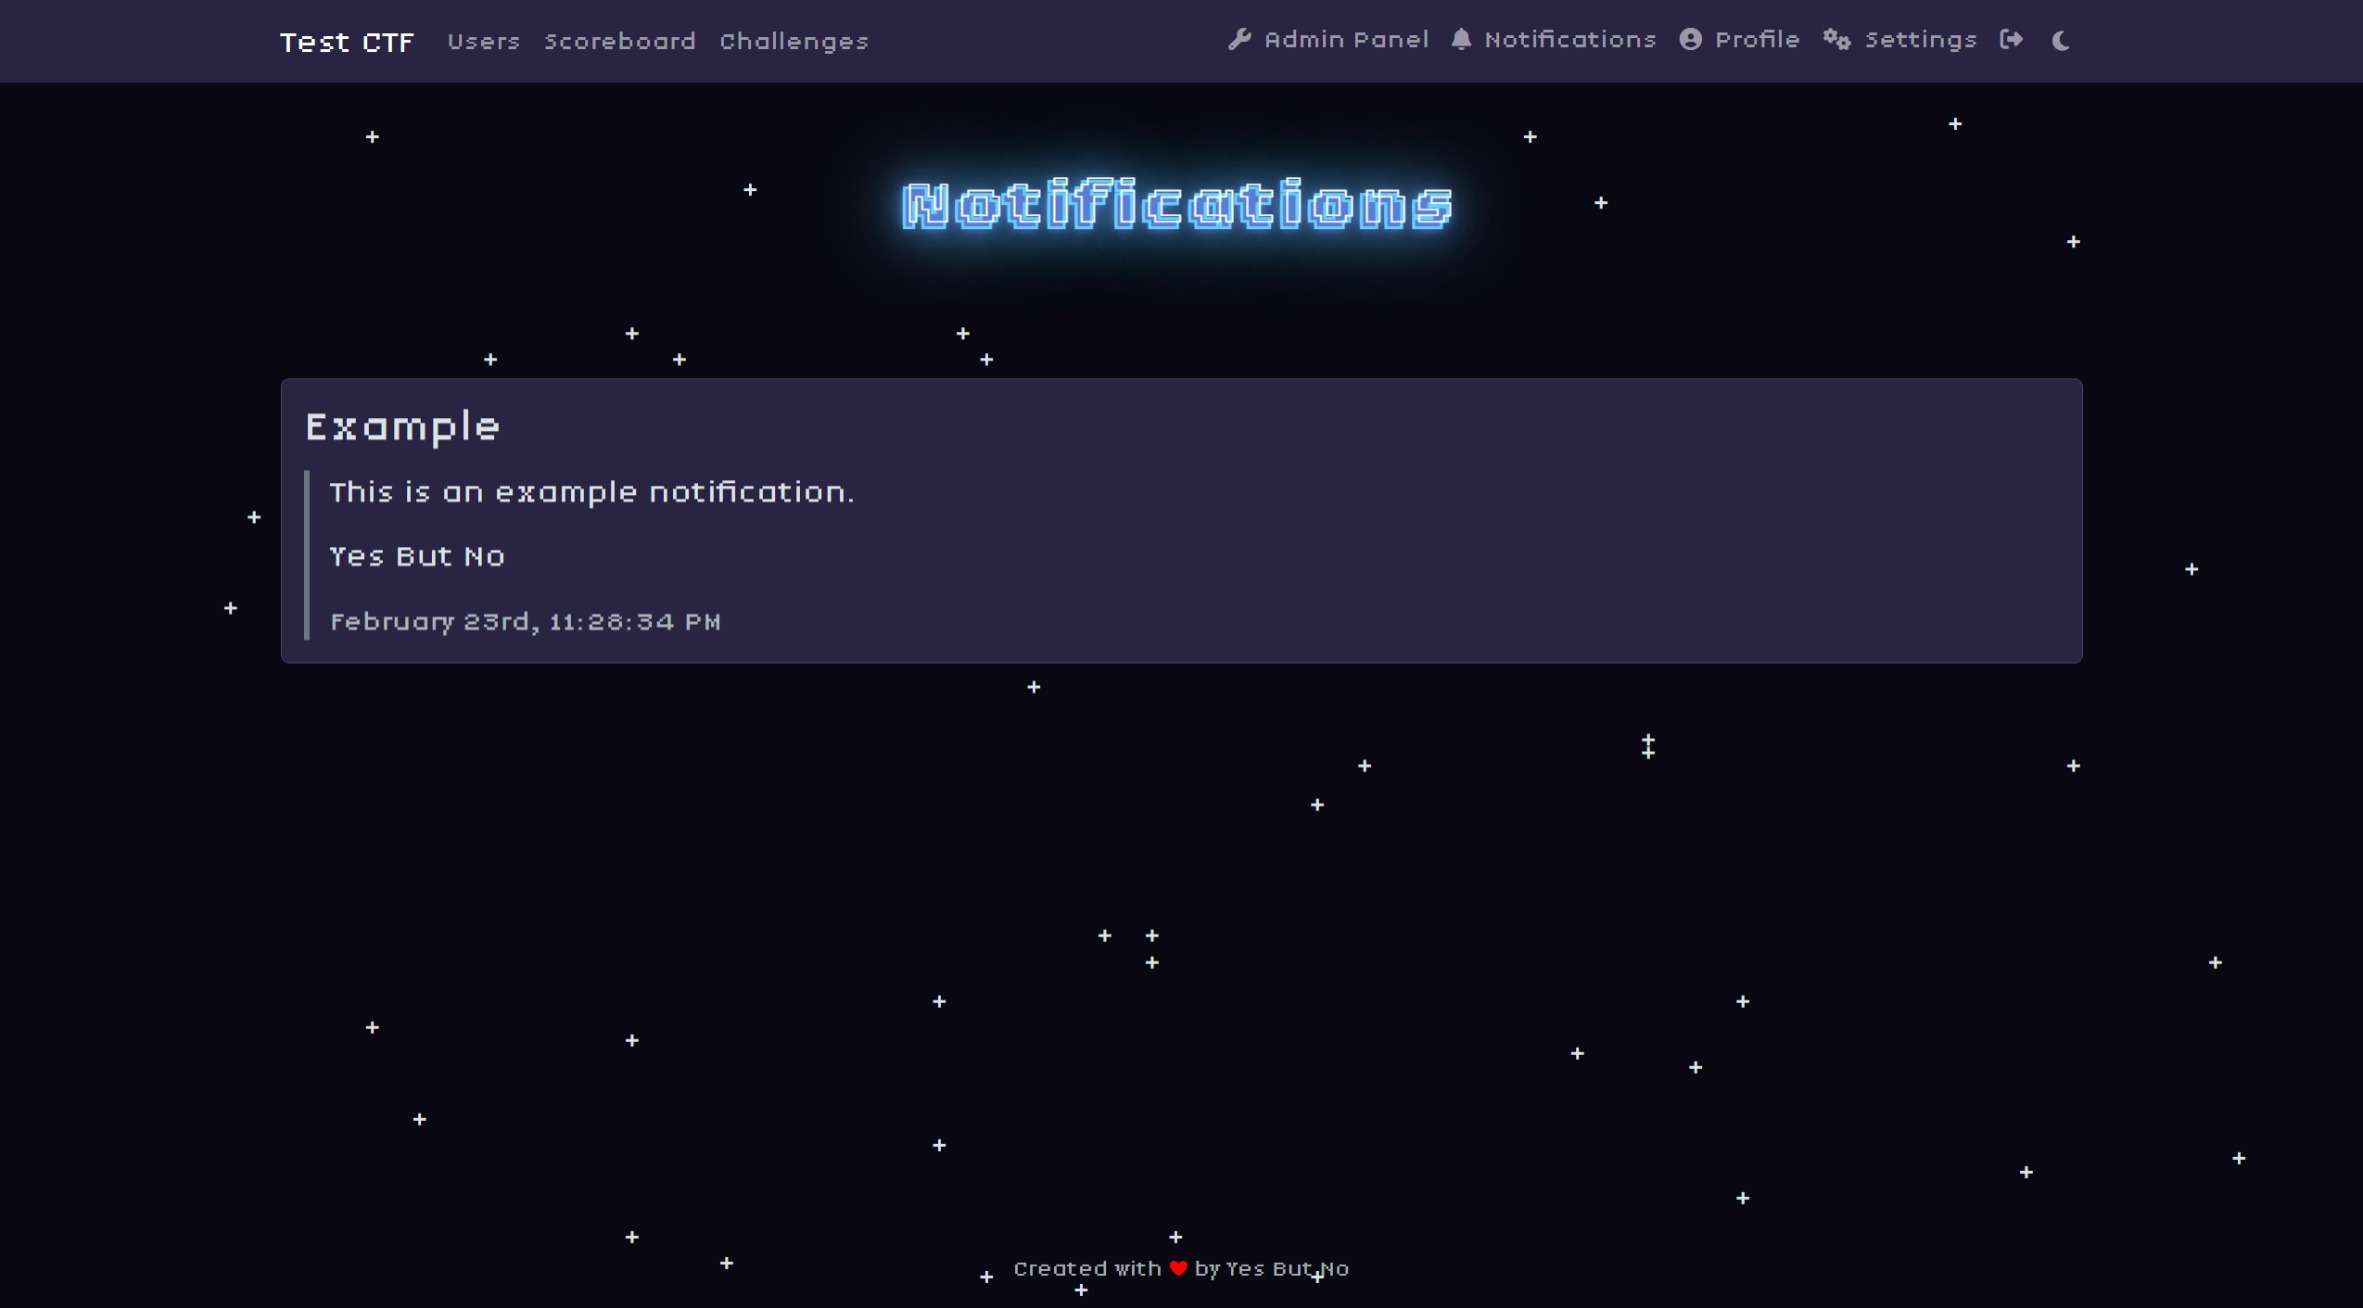 Test CTF Users Scoreboard Challenges Admin Panel Notifications Profile Settings
Notifications
Example
This is an example notification.
Yes But No
February 23rd, 11:28:34 PM
Created with ❤ by Yes But No